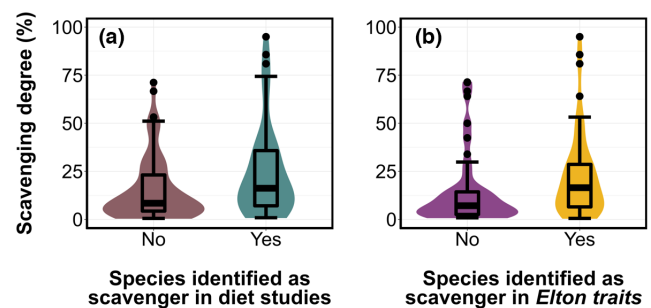 Scavenging degree (%)
(a)
100
75
50
25
0
No Yes
Species identified as
scavenger in diet studies
(b)
100
75
50
25
0
No Yes
Species identified as
scavenger in Elton traits